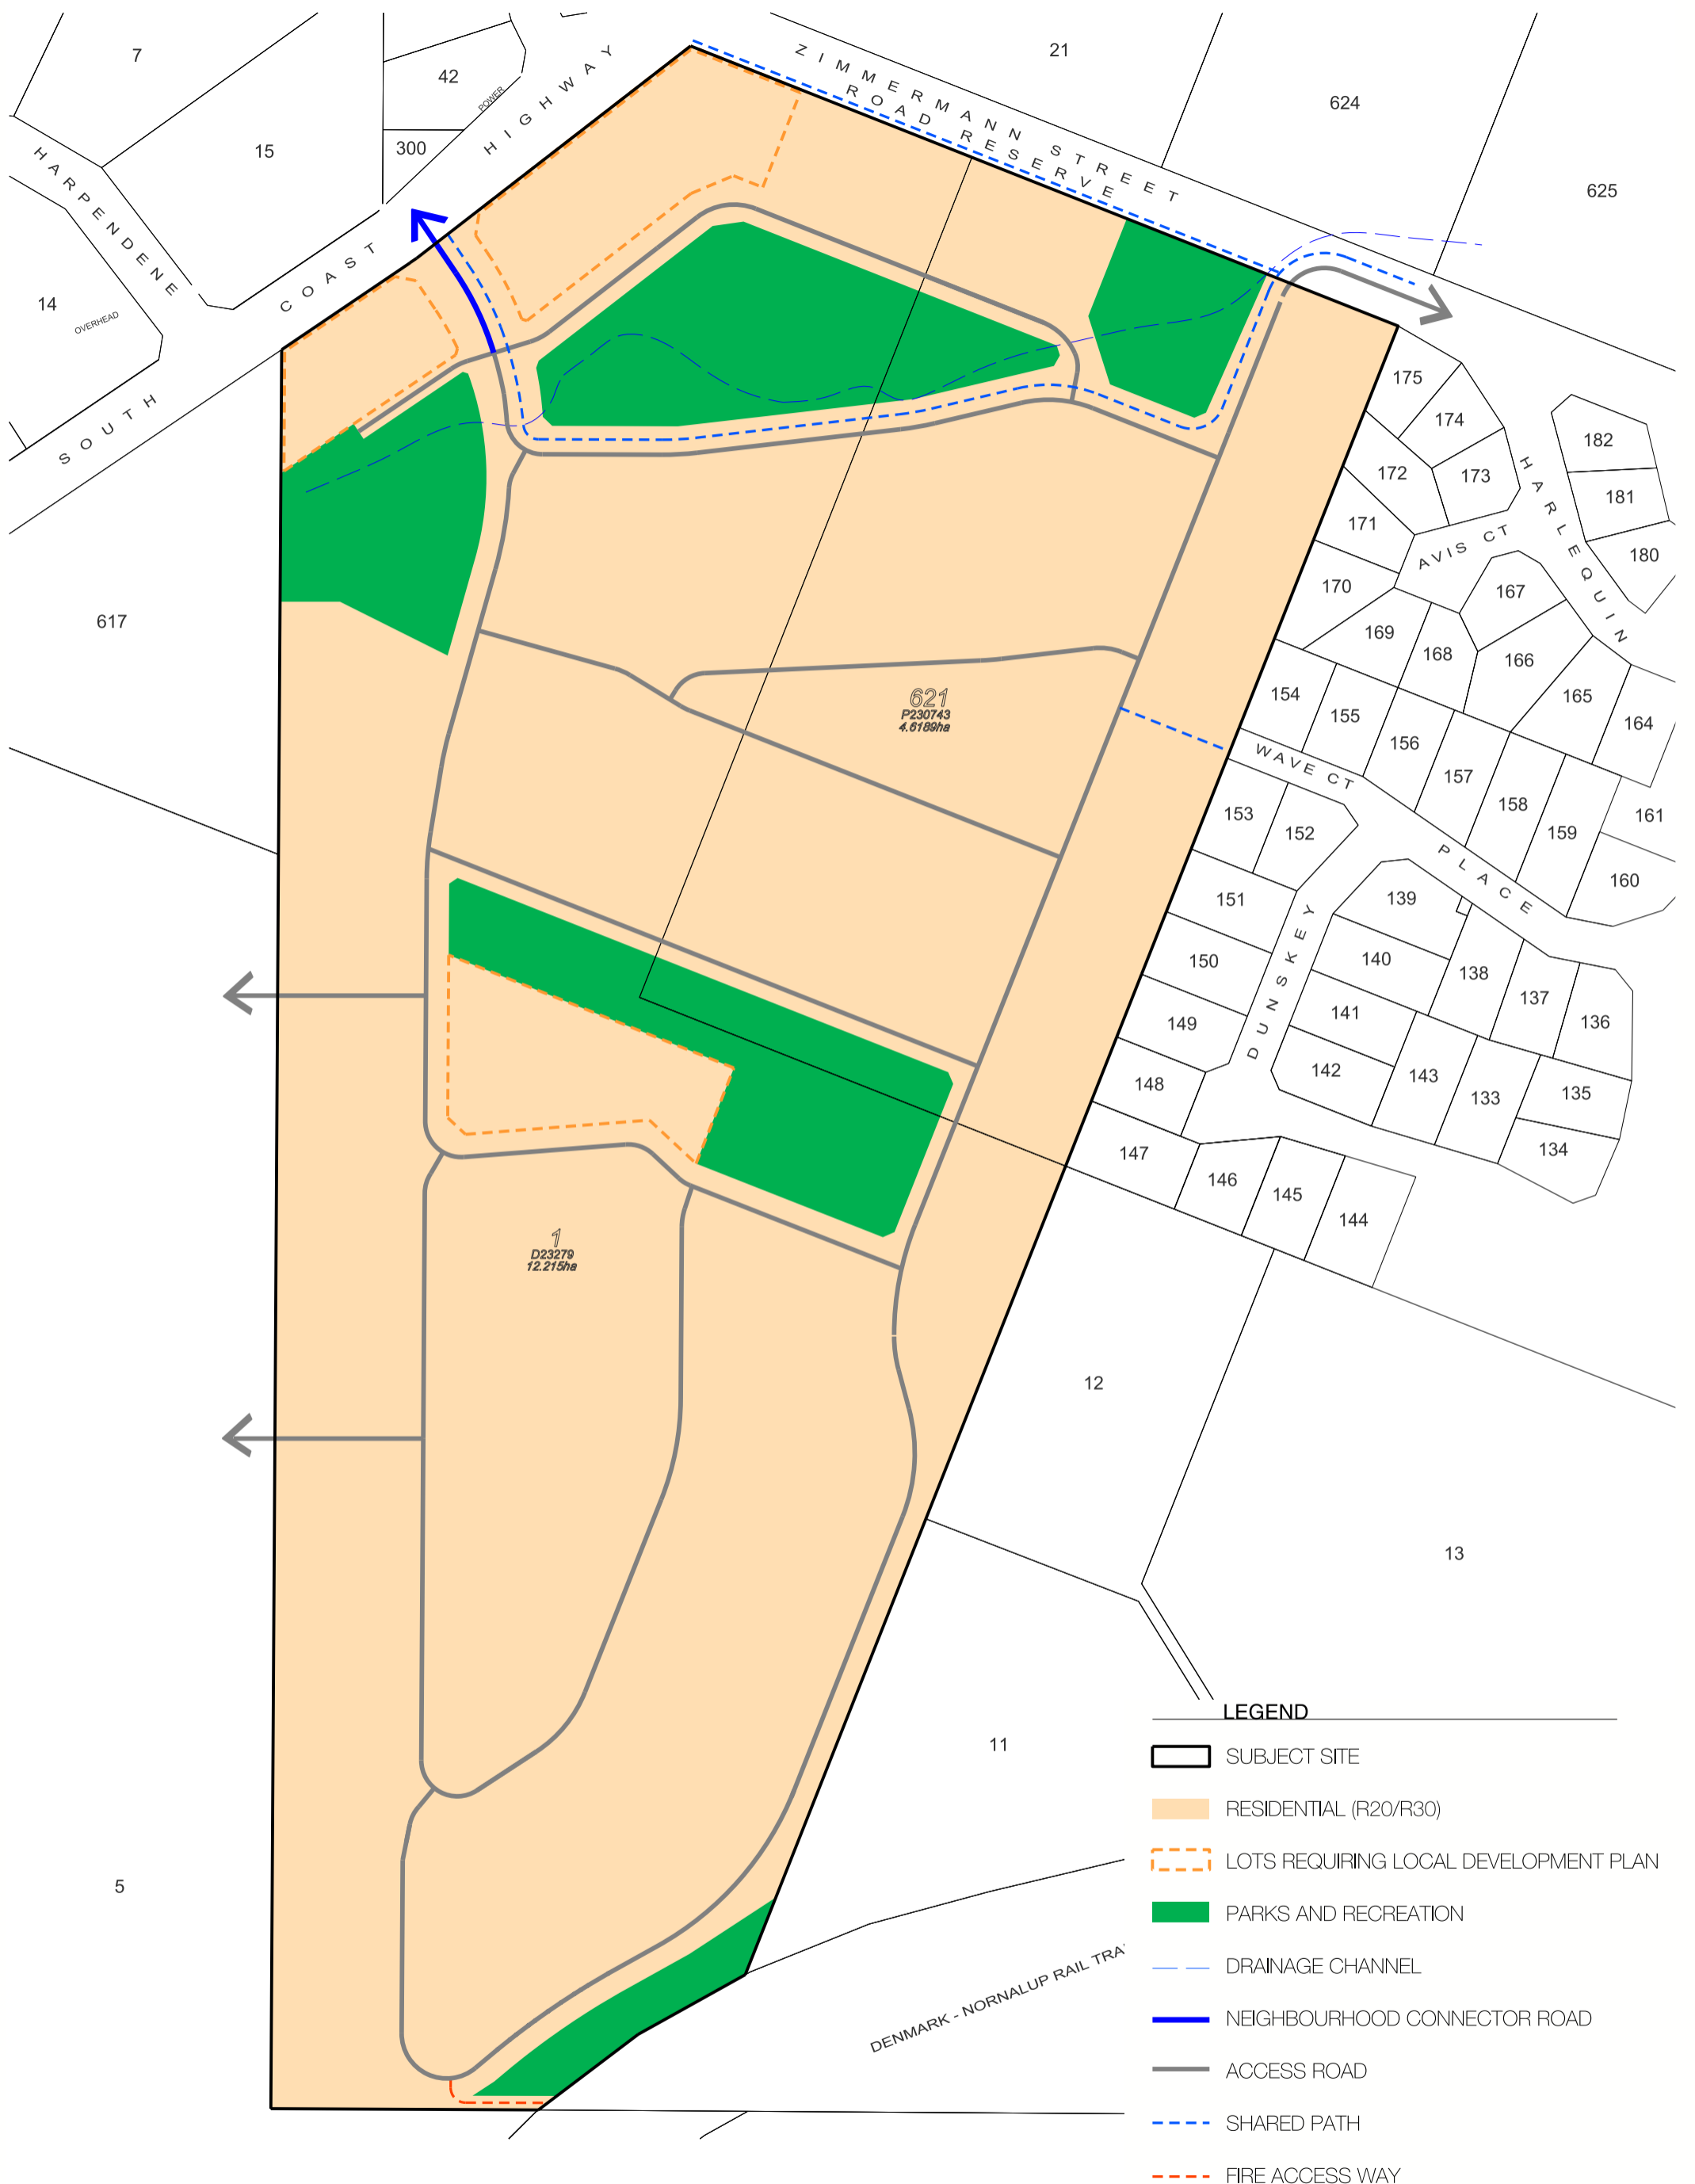 7
42
POWER
15
300
HARPENDENE
14
OVERHEAD
SOUTH COAST HIGHWAY
ZIMMERMANN STREET
ROAD RESERVE
21
624
625
617
175
174
172
173
171
170
169
168
167
166
165
164
182
181
180
AVIS CT
HARLEQUIN
621
P230743
4.6189ha
154
155
156
157
158
159
161
160
WAVE CT
PLACE
153
152
151
150
149
148
147
146
145
144
DUNSKEY
139
140
141
142
138
137
136
143
133
135
134
1
D23279
12.215ha
12
13
11
5
DENMARK - NORNALUP RAIL TRA
LEGEND
SUBJECT SITE
RESIDENTIAL (R20/R30)
LOTS REQUIRING LOCAL DEVELOPMENT PLAN
PARKS AND RECREATION
DRAINAGE CHANNEL
NEIGHBOURHOOD CONNECTOR ROAD
ACCESS ROAD
SHARED PATH
FIRE ACCESS WAY